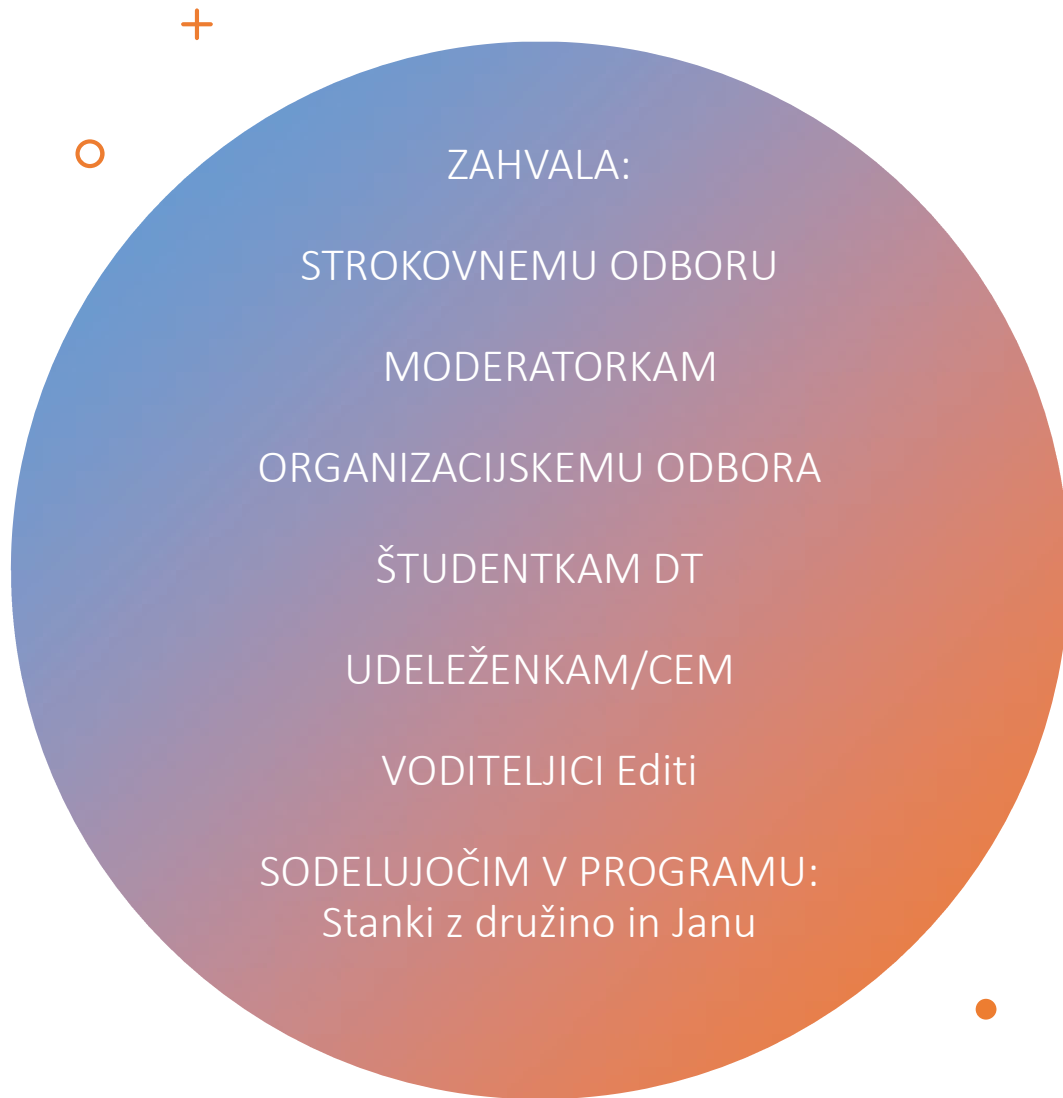 ZAHVALA:
STROKOVNEMU ODBORU
MODERATORKAM
ORGANIZACIJSKEMU ODBORA
ŠTUDENTKAM DT
UDELEŽENKAM/CEM
VODITELJICI Editi
SODELUJOČIM V PROGRAMU:
Stanki z družino in Janu